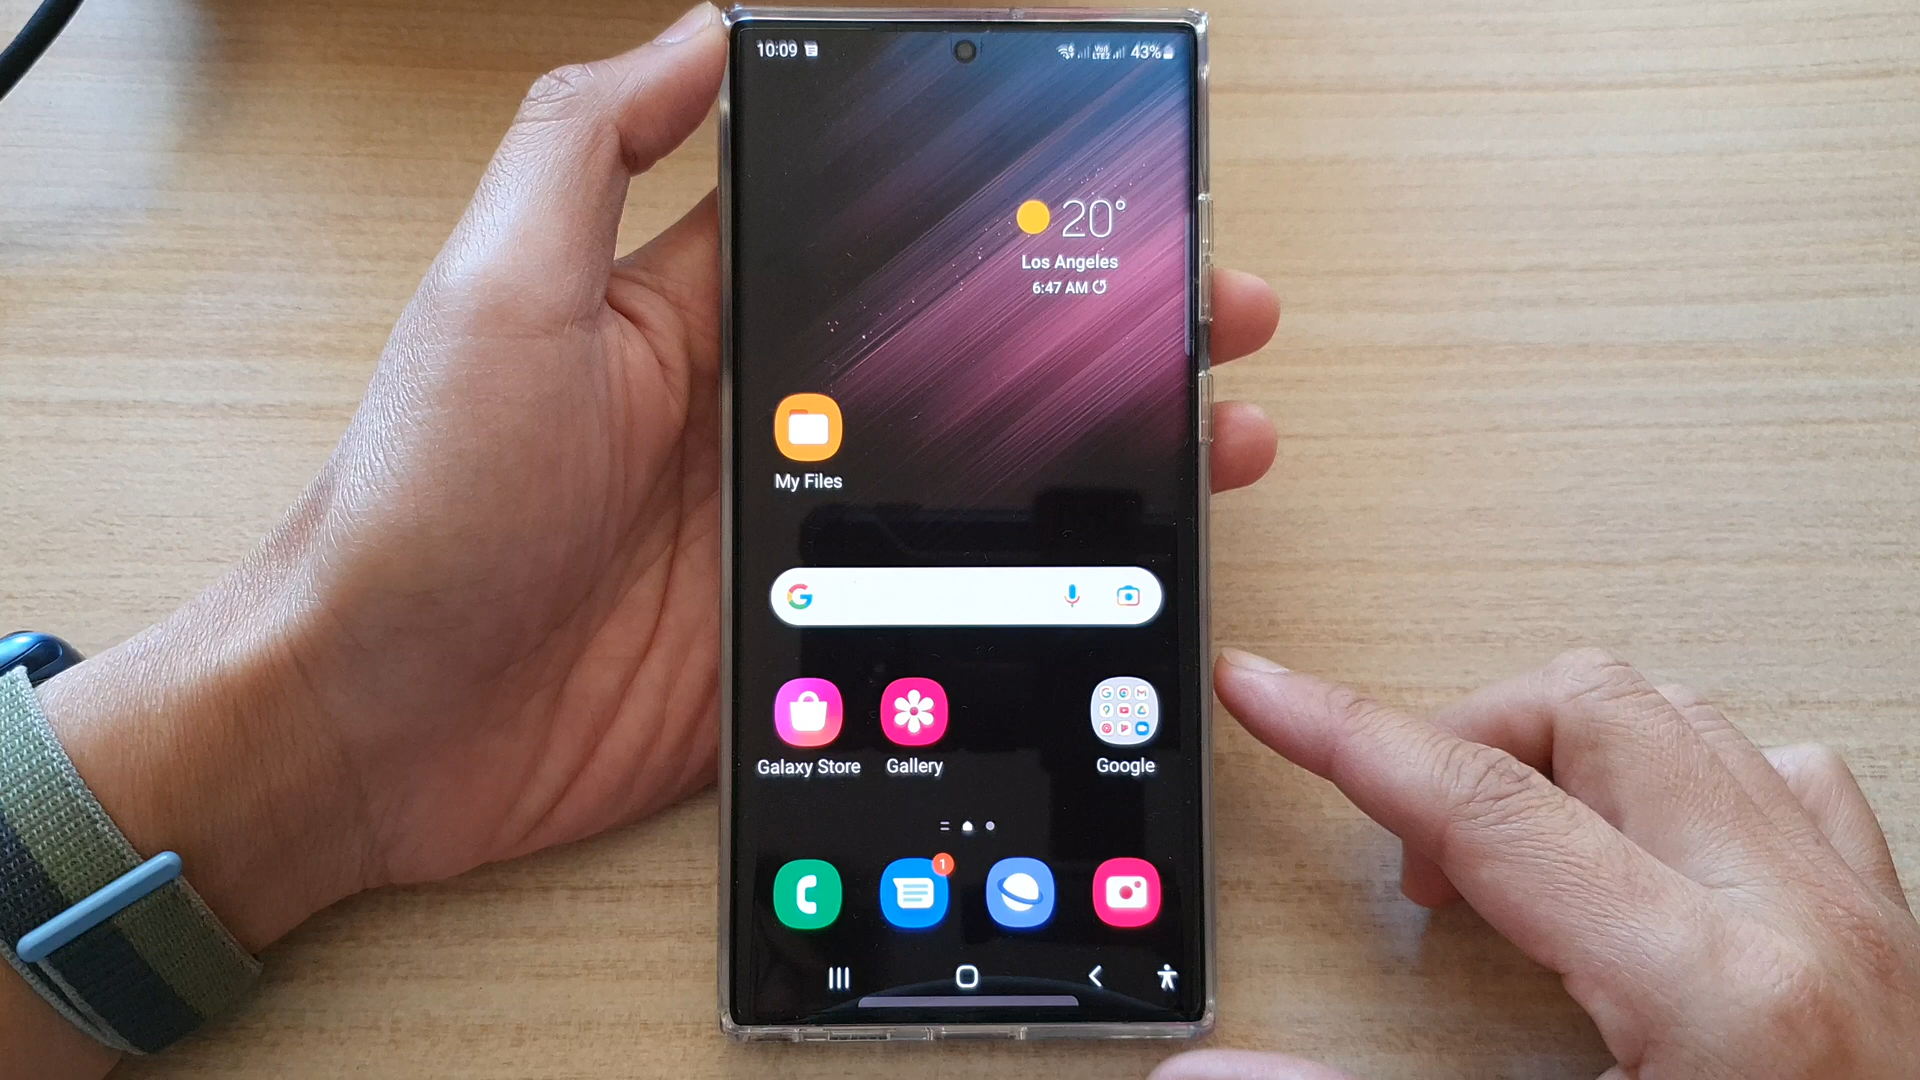 10:09
43%
20°
Los Angeles
6:47 AM
My Files
G
Galaxy Store
Gallery
Google
1